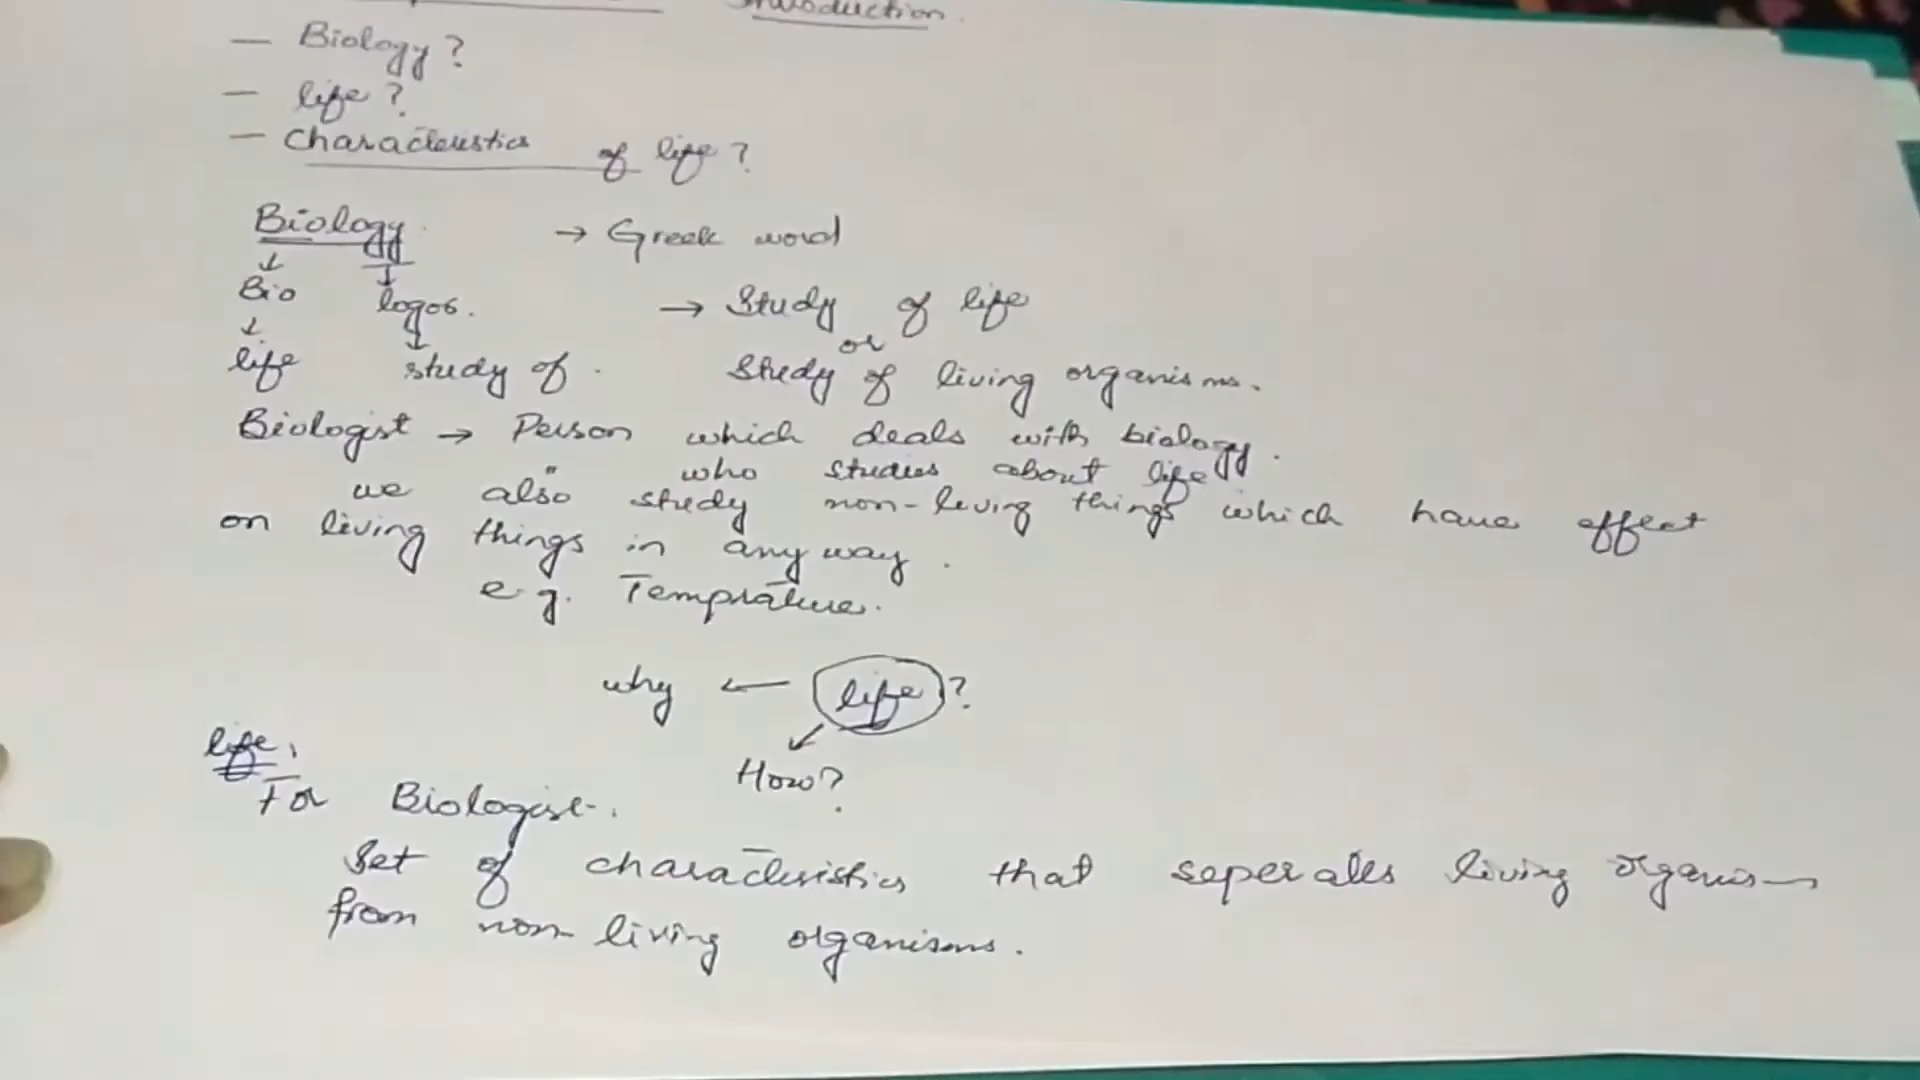 Introduction.
— Biology?
— life?
— Characteristics of life?
Biology → Greek word
↓ ↓
Bio logos. → Study of life
↓ ↓ or
life study of. Study of living organisms.
Biologist → Person which deals with biology.
" who studies about life
we also study non-living things which have effect
on living things in any way.
e.g. Temprature.
why ← life?
↙
How?
life,
For Biologist.
Set of characteristics that seperates living organism
from non-living organisms.